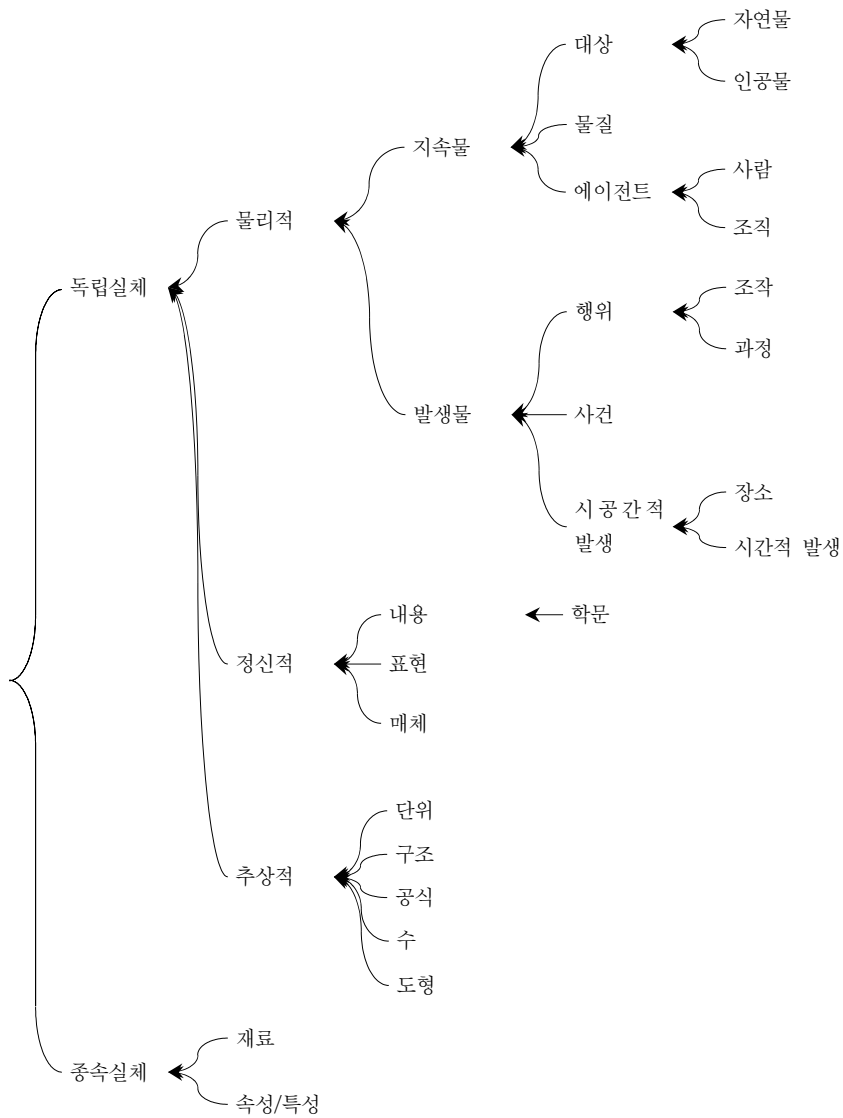 자연물
대상
인공물
물질
지속물
사람
에이전트
조직
물리적
독립실체
조작
행위
과정
발생물
사건
장소
시공간적
발생
시간적 발생
내용
학문
정신적
표현
매체
단위
구조
추상적
공식
수
도형
재료
종속실체
속성/특성